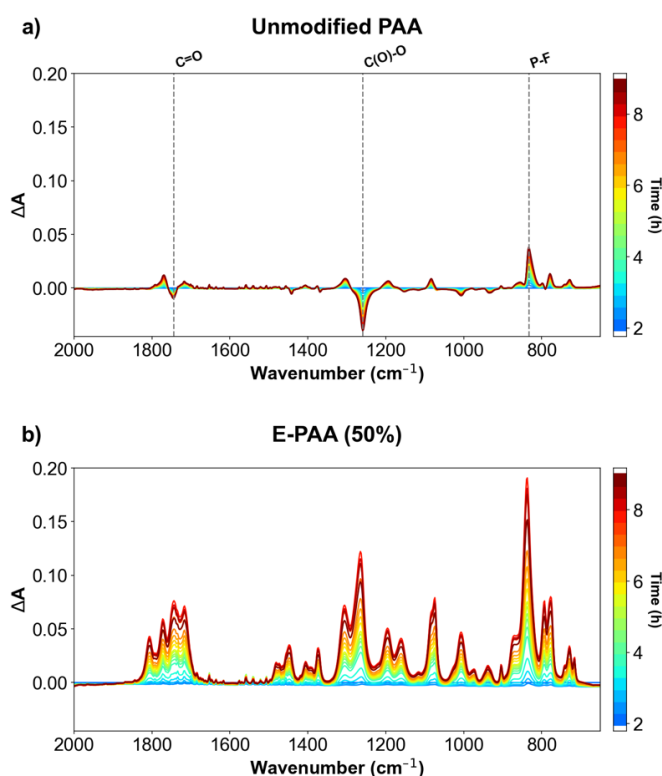 a)
Unmodified PAA
C=O
C(O)-O
P-F
0.20
0.15
0.10
0.05
0.00
ΔA
2000 1800 1600 1400 1200 1000 800
Wavenumber (cm⁻¹)
8
6
4
2
Time (h)
b)
E-PAA (50%)
0.20
0.15
0.10
0.05
0.00
ΔA
2000 1800 1600 1400 1200 1000 800
Wavenumber (cm⁻¹)
8
6
4
2
Time (h)